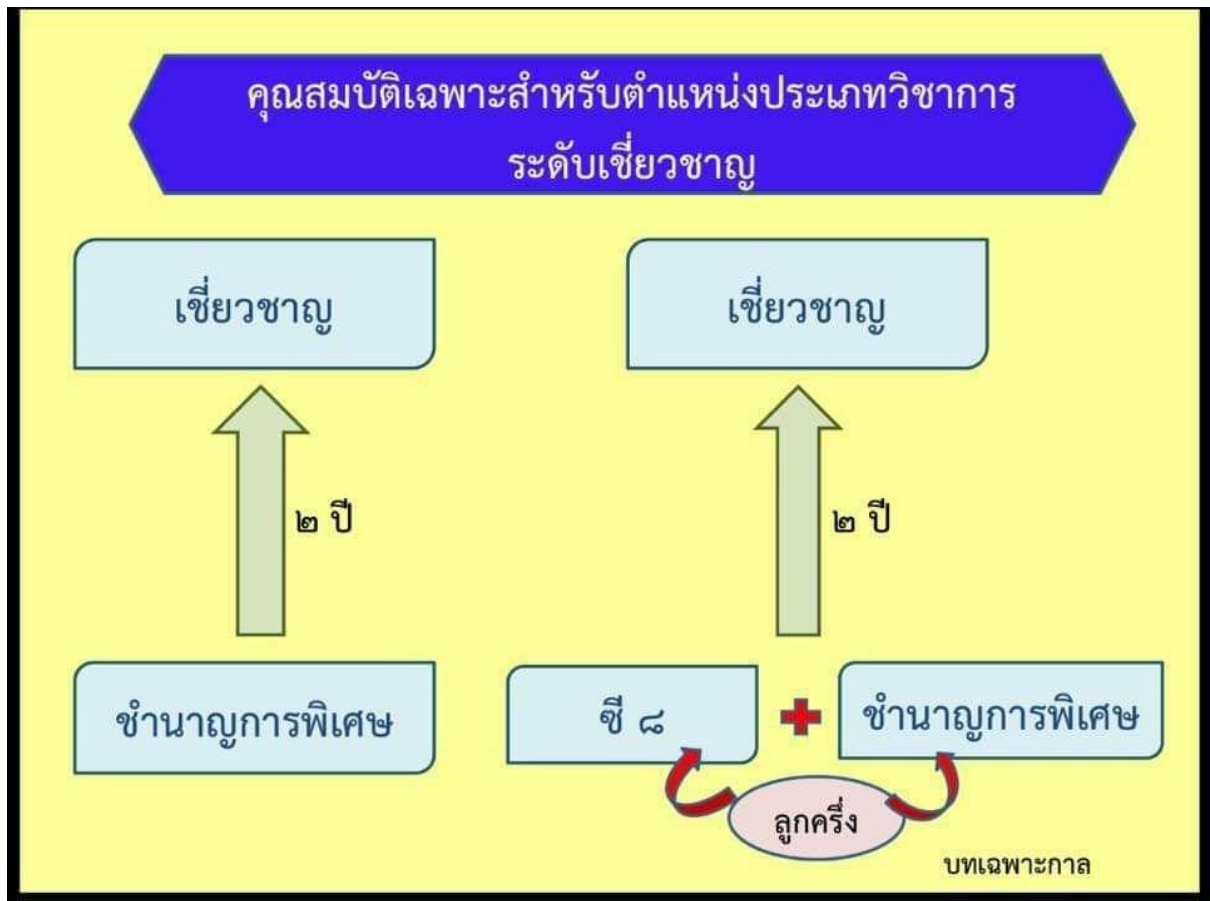 คุณสมบัติเฉพาะสำหรับตำแหน่งประเภทวิชาการ
ระดับเชี่ยวชาญ
เชี่ยวชาญ
เชี่ยวชาญ
๒ ปี
๒ ปี
ชำนาญการพิเศษ
ซี ๘
ชำนาญการพิเศษ
ลูกครึ่ง
บทเฉพาะกาล